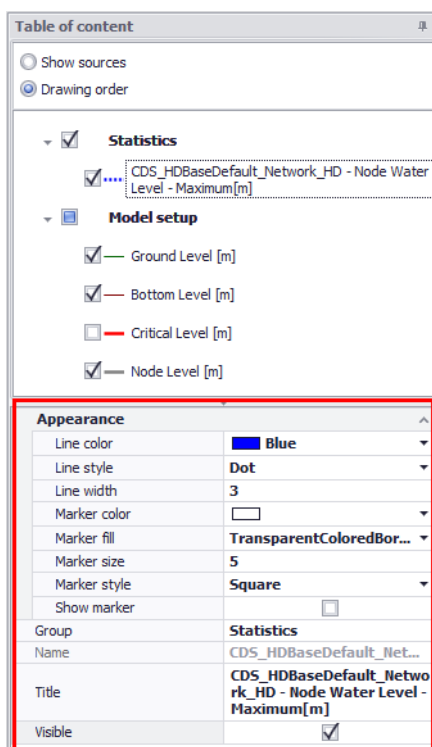 Table of content
Show sources
Drawing order
Statistics
CDS_HDBaseDefault_Network_HD - Node Water
Level - Maximum[m]
Model setup
Ground Level [m]
Bottom Level [m]
Critical Level [m]
Node Level [m]
Appearance
Line color Blue
Line style Dot
Line width 3
Marker color
Marker fill TransparentColoredBor...
Marker size 5
Marker style Square
Show marker
Group Statistics
Name CDS_HDBaseDefault_Net...
Title CDS_HDBaseDefault_Netwo
rk_HD - Node Water Level -
Maximum[m]
Visible